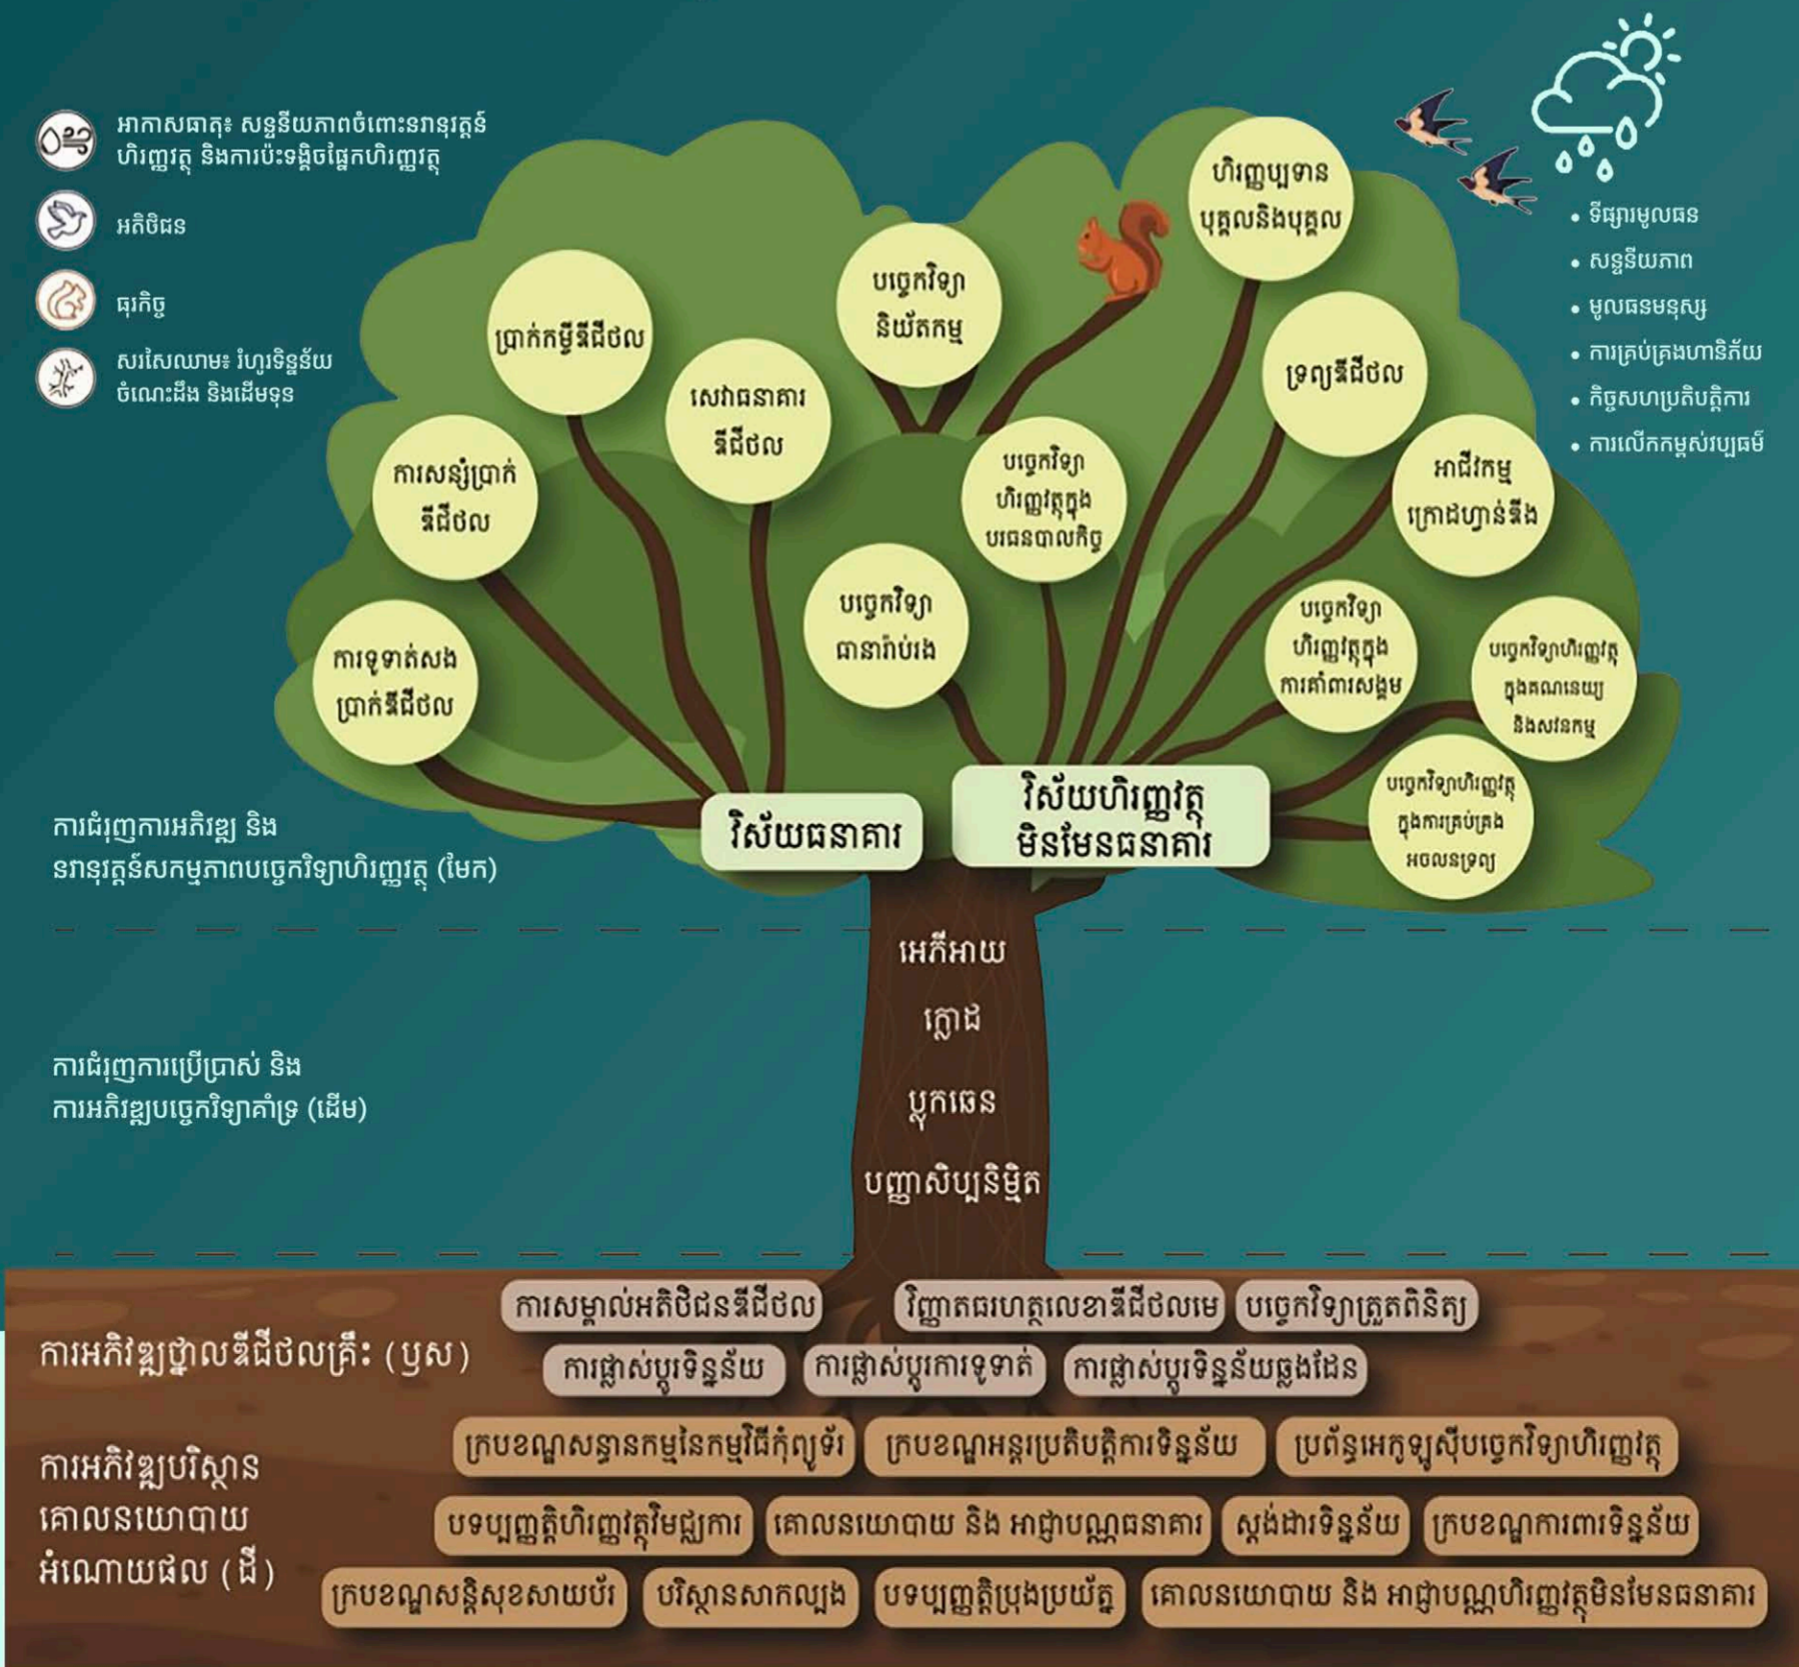 អាកាសធាតុ៖ សន្ទនីយភាពចំពោះនវានុវត្តន៍
ហិរញ្ញវត្ថុ និងការប៉ះទង្គិចផ្នែកហិរញ្ញវត្ថុ
អតិថិជន
ធុរកិច្ច
សរសៃឈាម៖ រំហូរទិន្នន័យ
ចំណេះដឹង និងដើមទុន
• ទីផ្សារមូលធន
• សន្ទនីយភាព
• មូលធនមនុស្ស
• ការគ្រប់គ្រងហានិភ័យ
• កិច្ចសហប្រតិបត្តិការ
• ការលើកកម្ពស់វប្បធម៌
ហិរញ្ញប្បទាន
បុគ្គលនិងបុគ្គល
បច្ចេកវិទ្យា
និយ័តកម្ម
ប្រាក់កម្ចីឌីជីថល
សេវាធនាគារ
ឌីជីថល
ទ្រព្យឌីជីថល
ការសន្សំប្រាក់
ឌីជីថល
បច្ចេកវិទ្យា
ហិរញ្ញវត្ថុក្នុង
បរធនបាលកិច្ច
អាជីវកម្ម
ក្រោដហ្វាន់ឌីង
បច្ចេកវិទ្យា
ធានារ៉ាប់រង
ការទូទាត់សង
ប្រាក់ឌីជីថល
បច្ចេកវិទ្យា
ហិរញ្ញវត្ថុក្នុង
ការគាំពារសង្គម
បច្ចេកវិទ្យាហិរញ្ញវត្ថុ
ក្នុងគណនេយ្យ
និងសវនកម្ម
បច្ចេកវិទ្យាហិរញ្ញវត្ថុ
ក្នុងការគ្រប់គ្រង
អចលនទ្រព្យ
វិស័យធនាគារ
វិស័យហិរញ្ញវត្ថុ
មិនមែនធនាគារ
ការជំរុញការអភិវឌ្ឍ និង
នវានុវត្តន៍សកម្មភាពបច្ចេកវិទ្យាហិរញ្ញវត្ថុ (មែក)
អេភីអាយ
ក្លោដ
ប្លុកឆេន
បញ្ញាសិប្បនិម្មិត
ការជំរុញការប្រើប្រាស់ និង
ការអភិវឌ្ឍបច្ចេកវិទ្យាគាំទ្រ (ដើម)
ការអភិវឌ្ឍថ្នាលឌីជីថលគ្រឹះ (ឫស)
ការសម្គាល់អតិថិជនឌីជីថល
វិញ្ញាតធរហត្ថលេខាឌីជីថលមេ
បច្ចេកវិទ្យាត្រួតពិនិត្យ
ការផ្លាស់ប្តូរទិន្នន័យ
ការផ្លាស់ប្តូរការទូទាត់
ការផ្លាស់ប្តូរទិន្នន័យឆ្លងដែន
ការអភិវឌ្ឍបរិស្ថាន
គោលនយោបាយ
អំណោយផល (ដី)
ក្របខណ្ឌសន្ធានកម្មនៃកម្មវិធីកុំព្យូទ័រ
ក្របខណ្ឌអន្តរប្រតិបត្តិការទិន្នន័យ
ប្រព័ន្ធអេកូឡូស៊ីបច្ចេកវិទ្យាហិរញ្ញវត្ថុ
បទប្បញ្ញត្តិហិរញ្ញវត្ថុវិមជ្ឈការ
គោលនយោបាយ និង អាជ្ញាបណ្ណធនាគារ
ស្តង់ដារទិន្នន័យ
ក្របខណ្ឌការពារទិន្នន័យ
ក្របខណ្ឌសន្តិសុខសាយប័រ
បរិស្ថានសាកល្បង
បទប្បញ្ញត្តិប្រុងប្រយ័ត្ន
គោលនយោបាយ និង អាជ្ញាបណ្ណហិរញ្ញវត្ថុមិនមែនធនាគារ